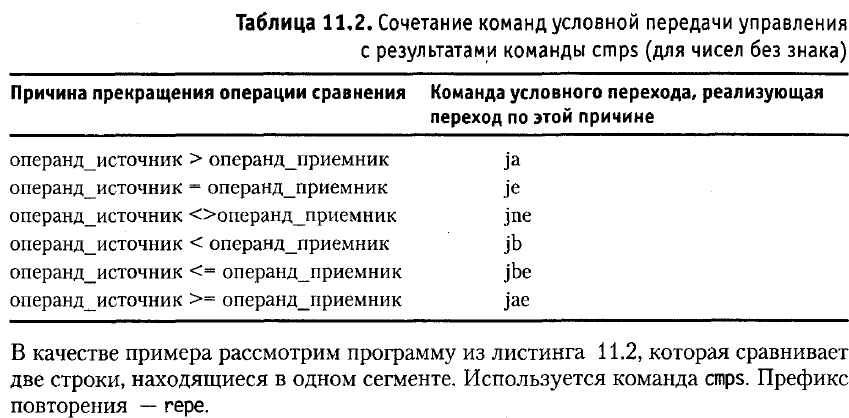 Таблица 11.2. Сочетание команд условной передачи управления
с результатами команды cmps (для чисел без знака)
Причина прекращения операции сравнения Команда условного перехода, реализующая
переход по этой причине
операнд_источник > операнд_приемник ja
операнд_источник = операнд_приемник je
операнд_источник <>операнд_приемник jne
операнд_источник < операнд_приемник jb
операнд_источник <= операнд_приемник jbe
операнд_источник >= операнд_приемник jae
В качестве примера рассмотрим программу из листинга 11.2, которая сравнивает
две строки, находящиеся в одном сегменте. Используется команда cmps. Префикс
повторения — repe.